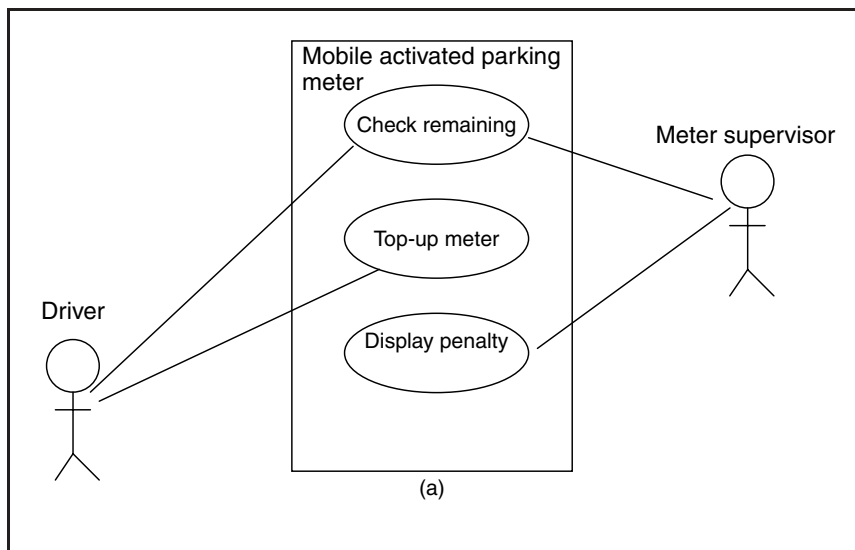 Mobile activated parking
meter
Check remaining
Meter supervisor
Top-up meter
Driver
Display penalty
(a)